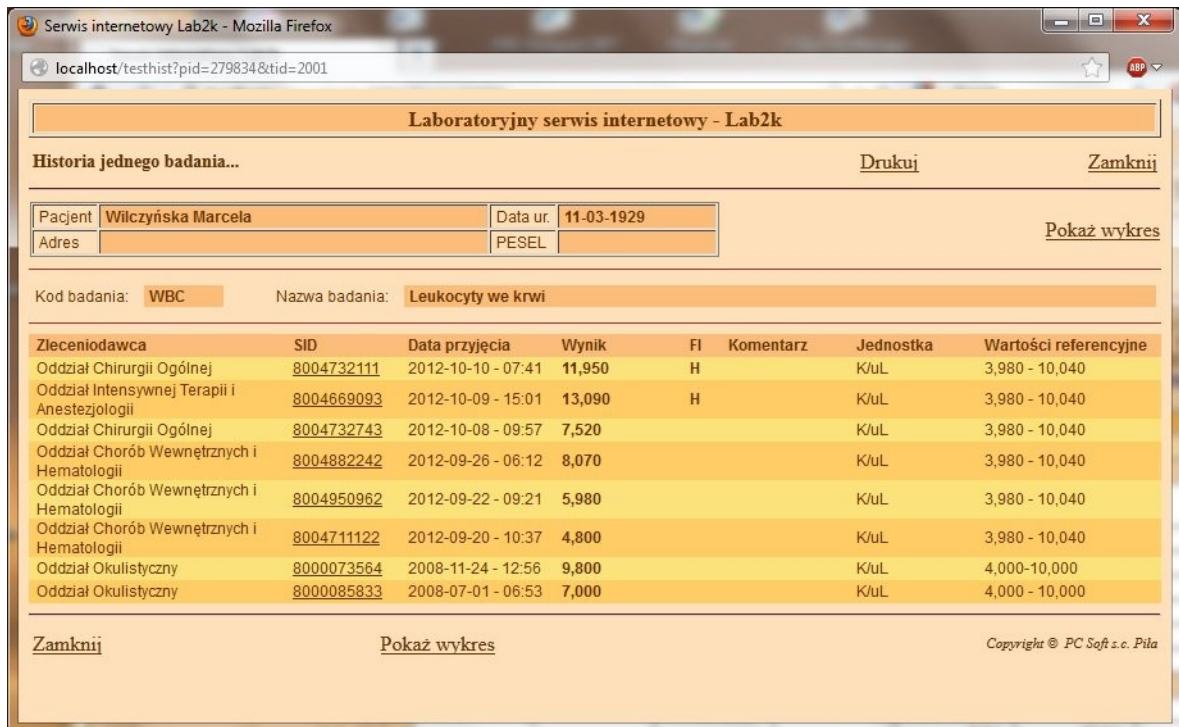 Serwis internetowy Lab2k - Mozilla Firefox
localhost/testhist?pid=279834&tid=2001
ABP
Laboratoryjny serwis internetowy - Lab2k
Historia jednego badania... Drukuj Zamknij
Pacjent Wilczyńska Marcela Data ur. 11-03-1929
Adres PESEL
Pokaż wykres
Kod badania: WBC Nazwa badania: Leukocyty we krwi
Zleceniodawca SID Data przyjęcia Wynik Fl Komentarz Jednostka Wartości referencyjne
Oddział Chirurgii Ogólnej 8004732111 2012-10-10 - 07:41 11,950 H K/uL 3,980 - 10,040
Oddział Intensywnej Terapii i
Anestezjologii 8004669093 2012-10-09 - 15:01 13,090 H K/uL 3,980 - 10,040
Oddział Chirurgii Ogólnej 8004732743 2012-10-08 - 09:57 7,520 K/uL 3,980 - 10,040
Oddział Chorób Wewnętrznych i
Hematologii 8004882242 2012-09-26 - 06:12 8,070 K/uL 3,980 - 10,040
Oddział Chorób Wewnętrznych i
Hematologii 8004950962 2012-09-22 - 09:21 5,980 K/uL 3,980 - 10,040
Oddział Chorób Wewnętrznych i
Hematologii 8004711122 2012-09-20 - 10:37 4,800 K/uL 3,980 - 10,040
Oddział Okulistyczny 8000073564 2008-11-24 - 12:56 9,800 K/uL 4,000-10,000
Oddział Okulistyczny 8000085833 2008-07-01 - 06:53 7,000 K/uL 4,000 - 10,000
Zamknij Pokaż wykres Copyright © PC Soft s.c. Piła